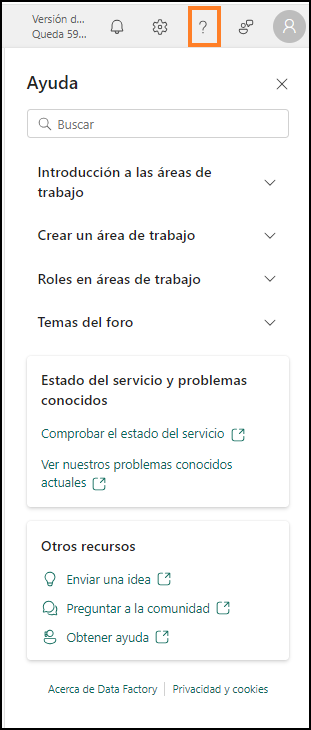 Versión d...
Queda 59...
?
Ayuda
Buscar
Introducción a las áreas de
trabajo
Crear un área de trabajo
Roles en áreas de trabajo
Temas del foro
Estado del servicio y problemas
conocidos
Comprobar el estado del servicio
Ver nuestros problemas conocidos
actuales
Otros recursos
Enviar una idea
Preguntar a la comunidad
Obtener ayuda
Acerca de Data Factory | Privacidad y cookies